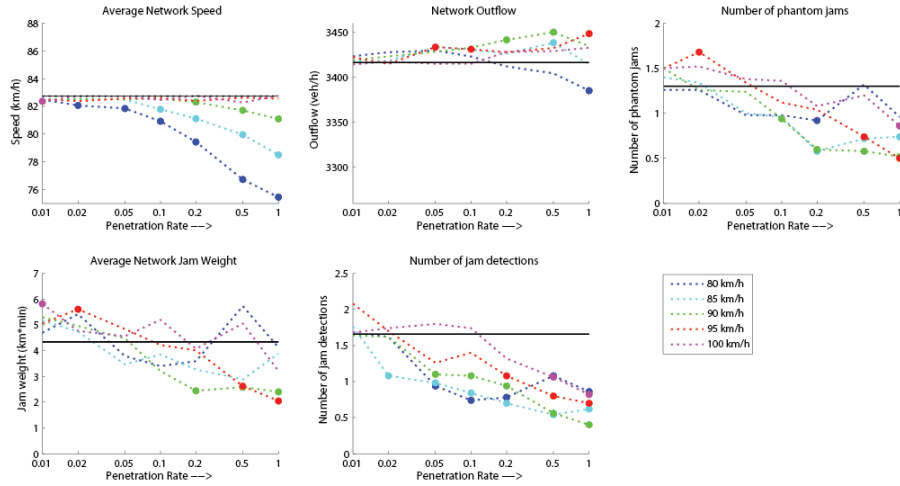 Average Network Speed
88
86
84
82
80
78
76
Speed (km/h)
0.01 0.02 0.05 0.1 0.2 0.5 1
Penetration Rate −−>
Network Outflow
3450
3400
3350
3300
Outflow (veh/h)
0.01 0.02 0.05 0.1 0.2 0.5 1
Penetration Rate —>
Number of phantom jams
2
1.5
1
0.5
0
Number of phantom jams
0.01 0.02 0.05 0.1 0.2 0.5 1
Penetration Rate −−>
Average Network Jam Weight
7
6
5
4
3
2
1
0
Jam weight (km*min)
0.01 0.02 0.05 0.1 0.2 0.5 1
Penetration Rate −−>
Number of jam detections
2.5
2
1.5
1
0.5
0
Number of jam detections
0.01 0.02 0.05 0.1 0.2 0.5 1
Penetration Rate −−>
80 km/h
85 km/h
90 km/h
95 km/h
100 km/h